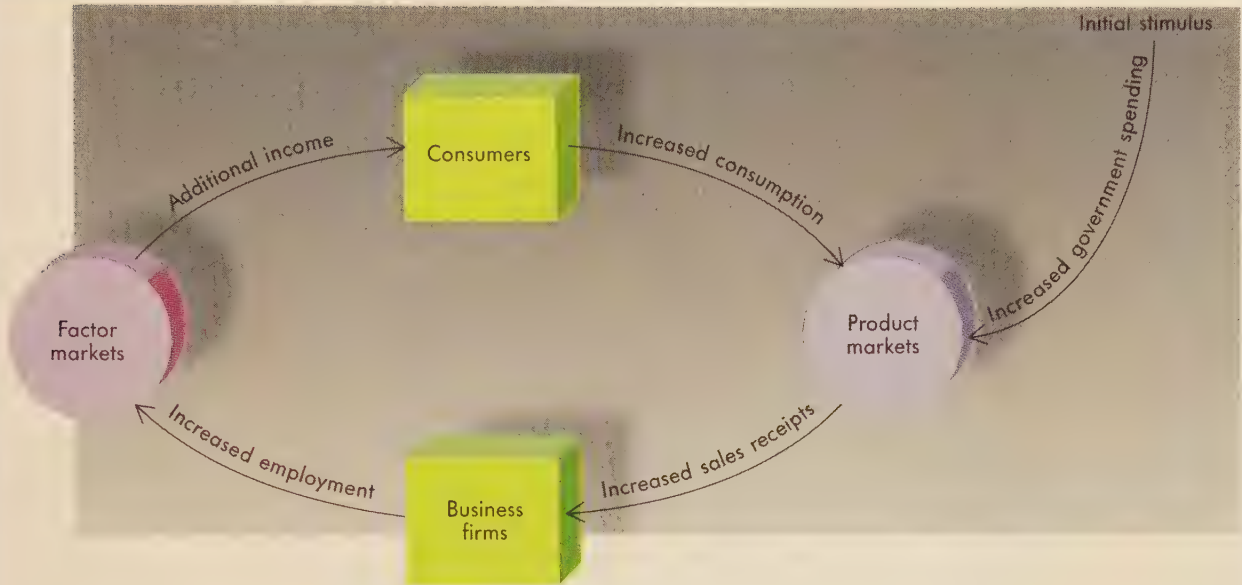 Initial stimulus
Increased government spending
Additional income
Consumers
Increased consumption
Factor
markets
Product
markets
Increased employment
Business
firms
Increased sales receipts